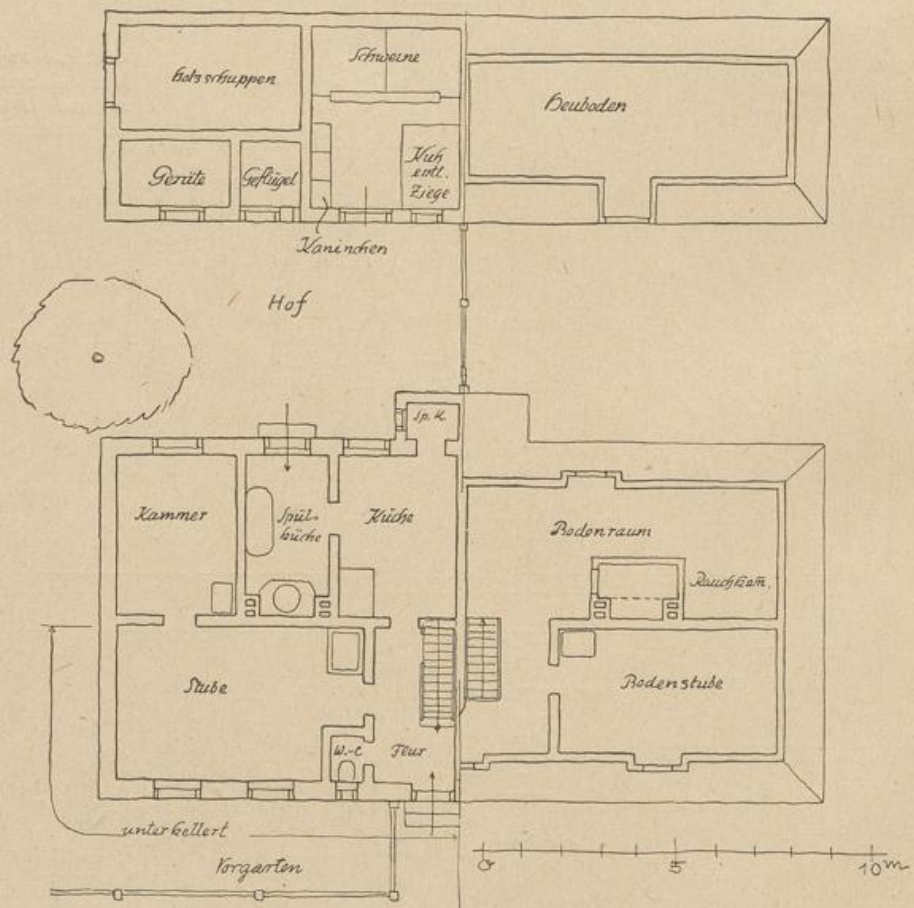 Holzschuppen
Schweine
Heuboden
Geräte
Geflügel
Kuh
evtl.
Ziege
Kaninchen
Hof
Sp. K.
Kammer
Spül-
küche
Küche
Bodenraum
Rauchkam.
Stube
Bodenstube
W.-C
Flur
unterkellert
Vorgarten
0 5 10 m